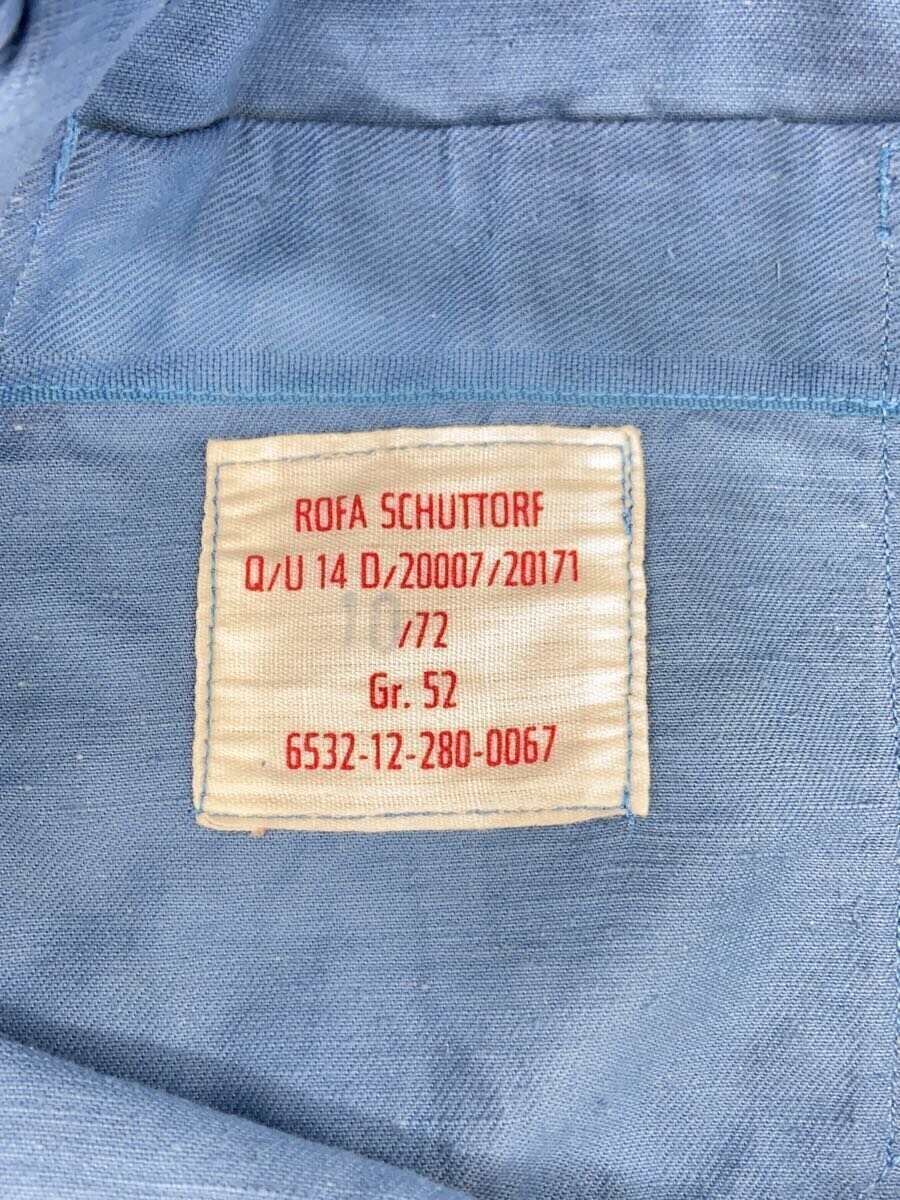 ROFA SCHUTTORF
Q/U 14 D/20007/20171
10/72
Gr. 52
6532-12-280-0067